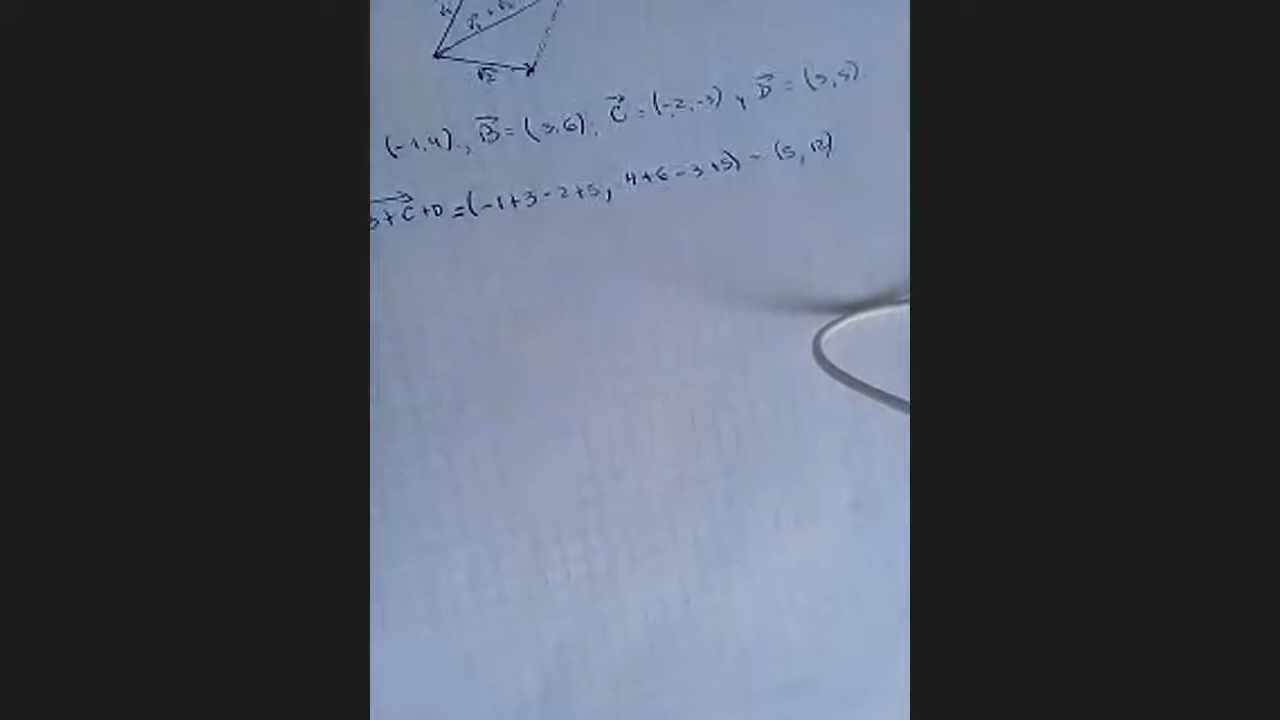 (-1,4), B = (3,6), C = (-2,-3) y D = (5,5)
+C+D = (-1+3-2+5, 4+6-3+5) = (5, 12)